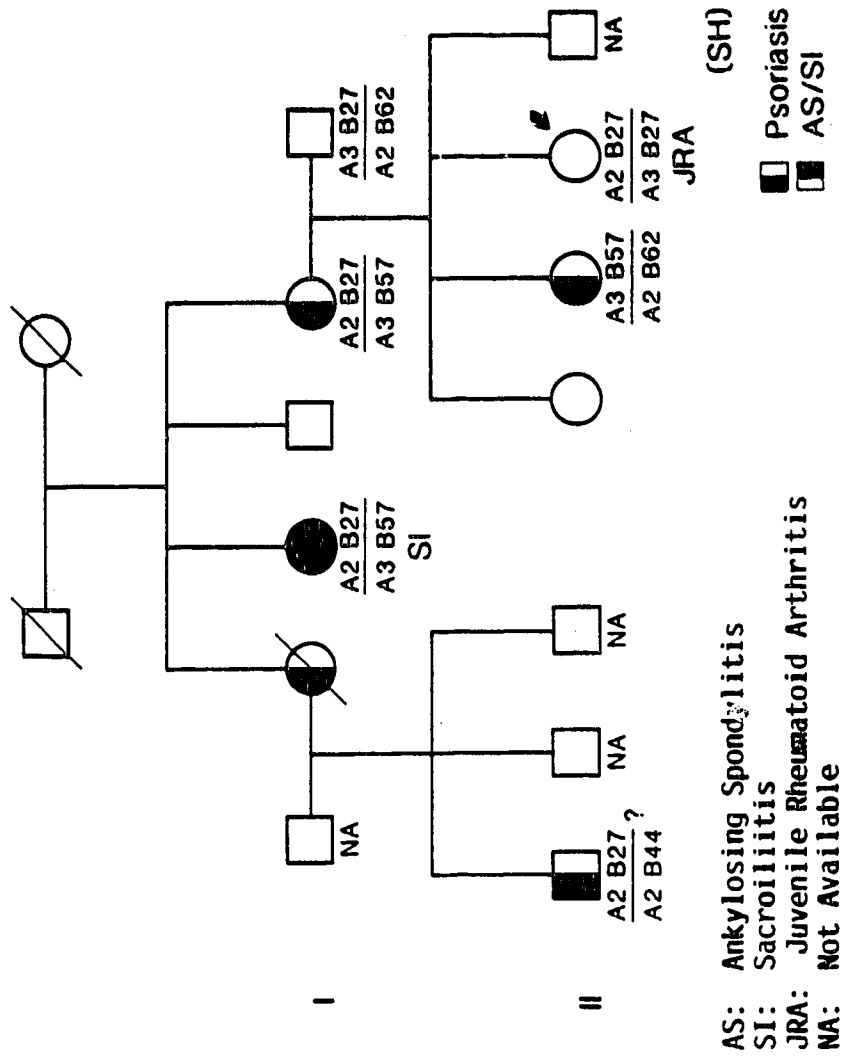 I
NA
A2 B27
A3 B57
SI
A2 B27
A3 B57
A3 B27
A2 B62
II
A2 B27 ?
A2 B44
NA
NA
A3 B57
A2 B62
A2 B27
A3 B27
JRA
NA
(SH)
Psoriasis
AS/SI
AS: Ankylosing Spondylitis
SI: Sacroiliitis
JRA: Juvenile Rheumatoid Arthritis
NA: Not Available